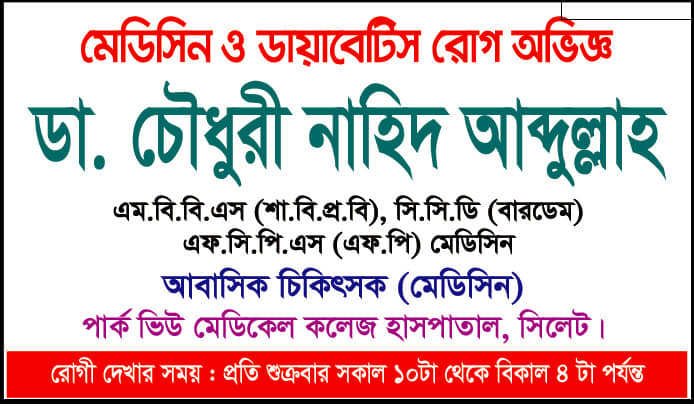 মেডিসিন ও ডায়াবেটিস রোগ অভিজ্ঞ
ডা. চৌধুরী নাহিদ আব্দুল্লাহ
এম.বি.বি.এস (শা.বি.প্র.বি), সি.সি.ডি (বারডেম)
এফ.সি.পি.এস (এফ.পি) মেডিসিন
আবাসিক চিকিৎসক (মেডিসিন)
পার্ক ভিউ মেডিকেল কলেজ হাসপাতাল, সিলেট।
রোগী দেখার সময় : প্রতি শুক্রবার সকাল ১০টা থেকে বিকাল ৪ টা পর্যন্ত